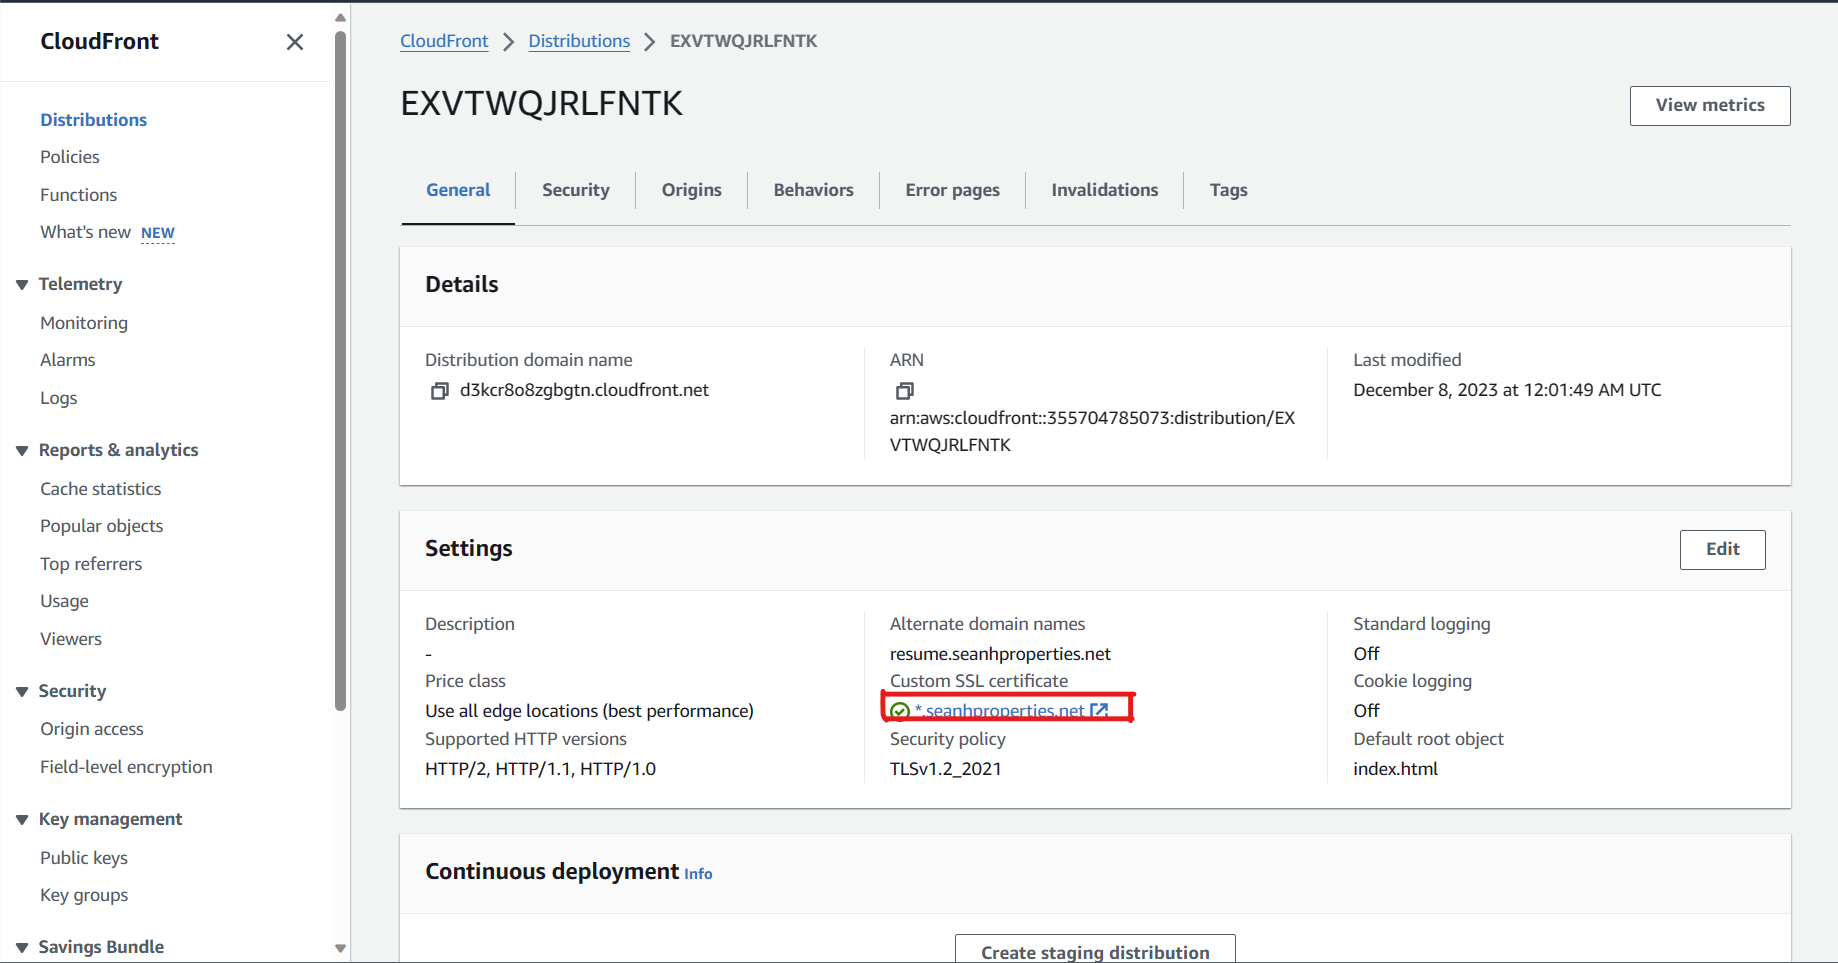 CloudFront
Distributions
Policies
Functions
What's new NEW
Telemetry
Monitoring
Alarms
Logs
Reports & analytics
Cache statistics
Popular objects
Top referrers
Usage
Viewers
Security
Origin access
Field-level encryption
Key management
Public keys
Key groups
Savings Bundle
CloudFront > Distributions > EXVTWQJRLFNTK
EXVTWQJRLFNTK
View metrics
General
Security
Origins
Behaviors
Error pages
Invalidations
Tags
Details
Distribution domain name
d3kcr8o8zgbgtn.cloudfront.net
ARN
arn:aws:cloudfront::355704785073:distribution/EX
VTWQJRLFNTK
Last modified
December 8, 2023 at 12:01:49 AM UTC
Settings
Edit
Description
-
Price class
Use all edge locations (best performance)
Supported HTTP versions
HTTP/2, HTTP/1.1, HTTP/1.0
Alternate domain names
resume.seanhproperties.net
Custom SSL certificate
*.seanhproperties.net
Security policy
TLSv1.2_2021
Standard logging
Off
Cookie logging
Off
Default root object
index.html
Continuous deployment Info
Create staging distribution